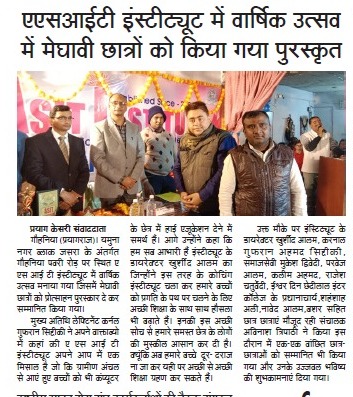 एएसआईटी इंस्टीट्यूट में वार्षिक उत्सव
में मेघावी छात्रों को किया गया पुरस्कृत
प्रयाग केसरी संवाददाता
गौहनिया (प्रयागराज)। यमुना
नगर ब्लाक जसरा के अंतर्गत
गौहनिया पवरी रोड पर स्थित ए
एस आई टी इंस्टीट्यूट में वार्षिक
उत्सव मनाया गया जिसमें मेधावी
छात्रों को प्रोत्साहन पुरस्कार दे कर
सम्मानित किया गया।
मुख्य अतिथि लेफ्टिनेंट कर्नल
गुफरान सिद्दीकी ने अपने वक्तव्यो
में कहां की ए एस आई टी
इंस्टीट्यूट अपने आप में एक
मिसाल है जो कि ग्रामीण अंचल
से आएं हुए बच्चों को भी कंप्यूटर
के छेत्र में हाई एजुकेशन देने में
समर्थ हैं। आगे उन्होंने कहा कि
हम सब आभारी हैं इंस्टीट्यूट के
डायरेक्टर खुर्शीद आलम का
जिन्होंने इस तरह के कोचिंग
इंस्टीट्यूट चला कर हमारे बच्चों
को प्रगति के पथ पर चलने के लिए
अच्छी शिक्षा के साथ साथ हौंसला
भी बढ़ाते हैं। इनकी इस अच्छी
सोच से हमारे समस्त छेत्र के लोगों
की मुस्कील आसान कर दी है।
क्यूंकि अब हमारे बच्चे दूर- दराज
ना जा कर यही पर अच्छी से अच्छी
शिक्षा ग्रहण कर सकते हैं।
उक्त मौके पर इंस्टिट्यूट के
डायरेक्टर खुर्शीद आलम, करनाल
गुफरान अहमद सिद्दीकी,
समाजसेवी मुकेश द्विवेदी, परवेज
आलम, कलीम अहमद, राजेश
चतुर्वेदी, ईश्वर दिन छेदीलाल इंटर
कॉलेज के प्रधानाचार्य,शाहंशाह
अली,नावेद आलम,बशर सहित
छात्र छात्राएं मौजूद रही संचालक
अविनाश त्रिपाठी ने किया इस
दौरान में एक-एक वांछित छात्र-
छात्राओं को सम्मानित भी किया
गया और उनके उज्जवल भविष्य
की शुभकामनाएं दिया गया।